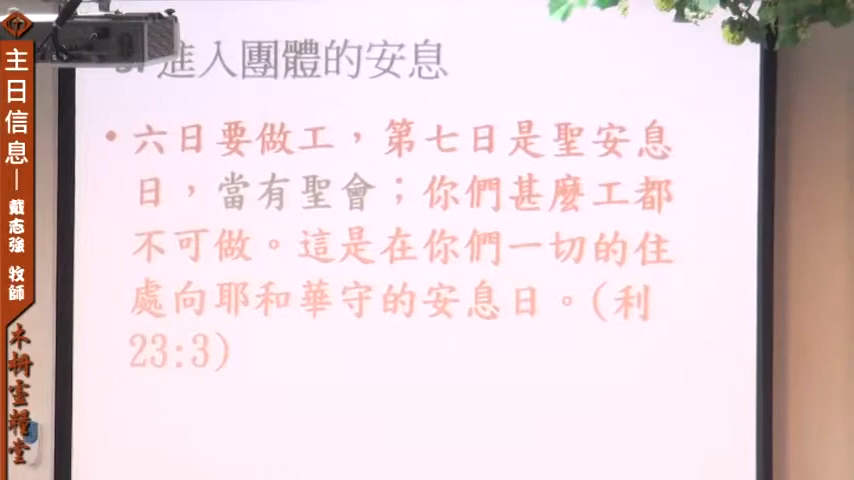 主日信息—戴志強 牧師
木柵靈糧堂
進入團體的安息
•六日要做工，第七日是聖安息
日，當有聖會；你們甚麼工都
不可做。這是在你們一切的住
處向耶和華守的安息日。(利
23:3)